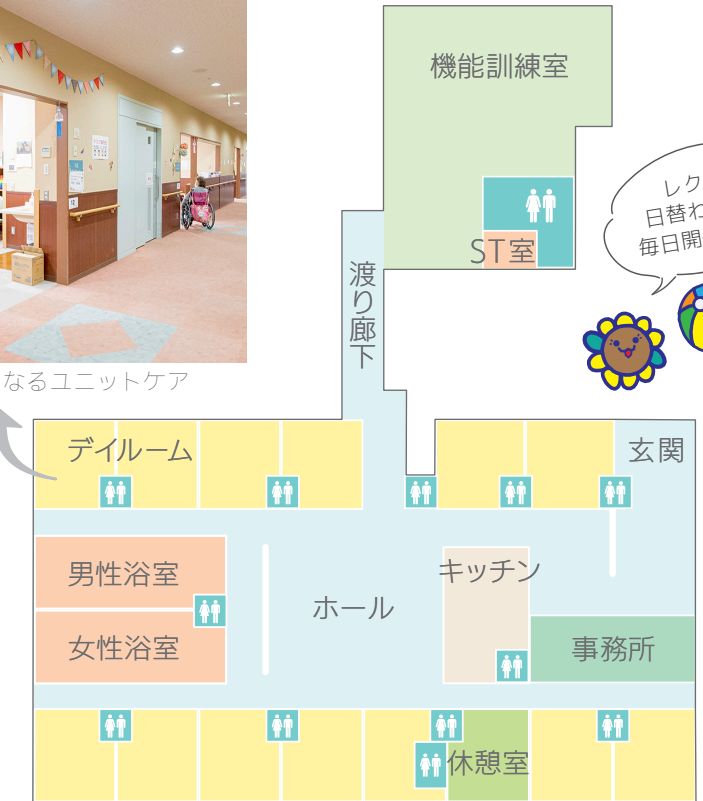 機能訓練室
ST室
渡り廊下
レク
日替わ
毎日開
なるユニットケア
デイルーム
玄関
男性浴室
女性浴室
ホール
キッチン
事務所
休憩室